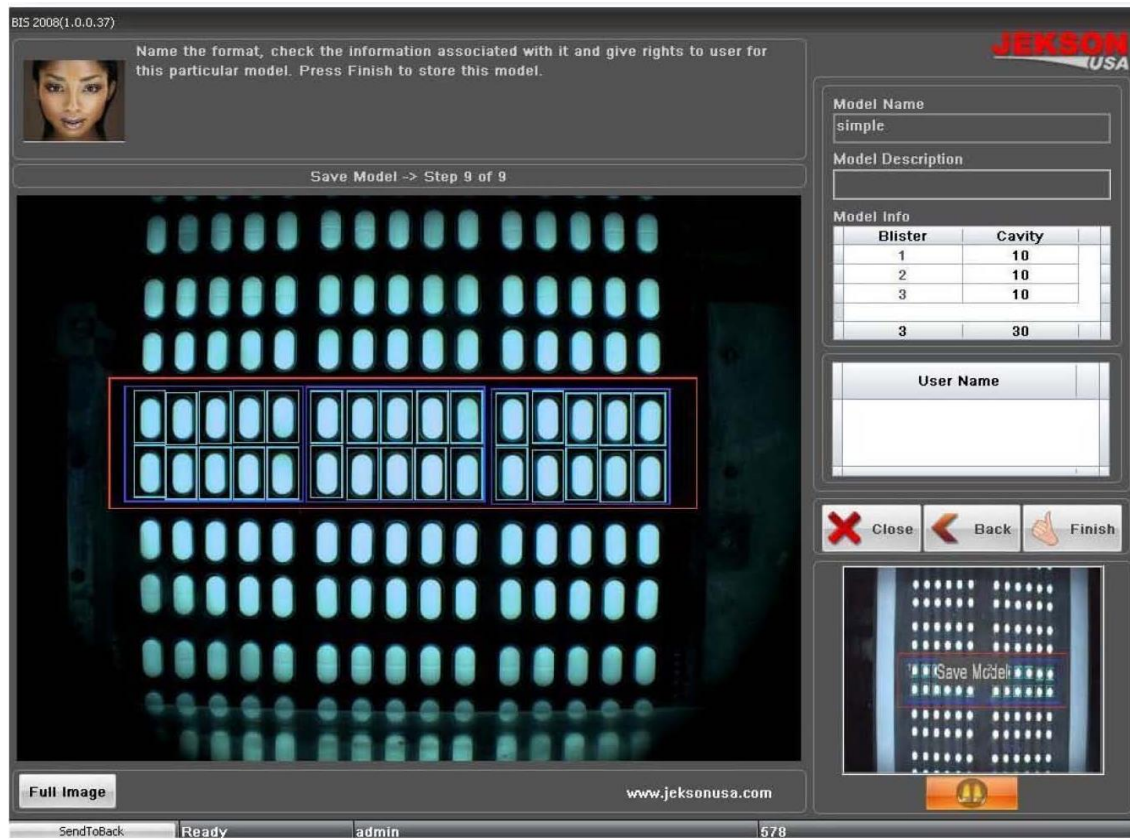 BIS 2008(1.0.0.37)
Name the format, check the information associated with it and give rights to user for
this particular model. Press Finish to store this model.
JEKSON
USA
Save Model -> Step 9 of 9
Model Name
simple
Model Description
Model Info
Blister Cavity
1 10
2 10
3 10
3 30
User Name
Close Back Finish
Save Model
Full Image
www.jeksonusa.com
SendToBack Ready admin 578